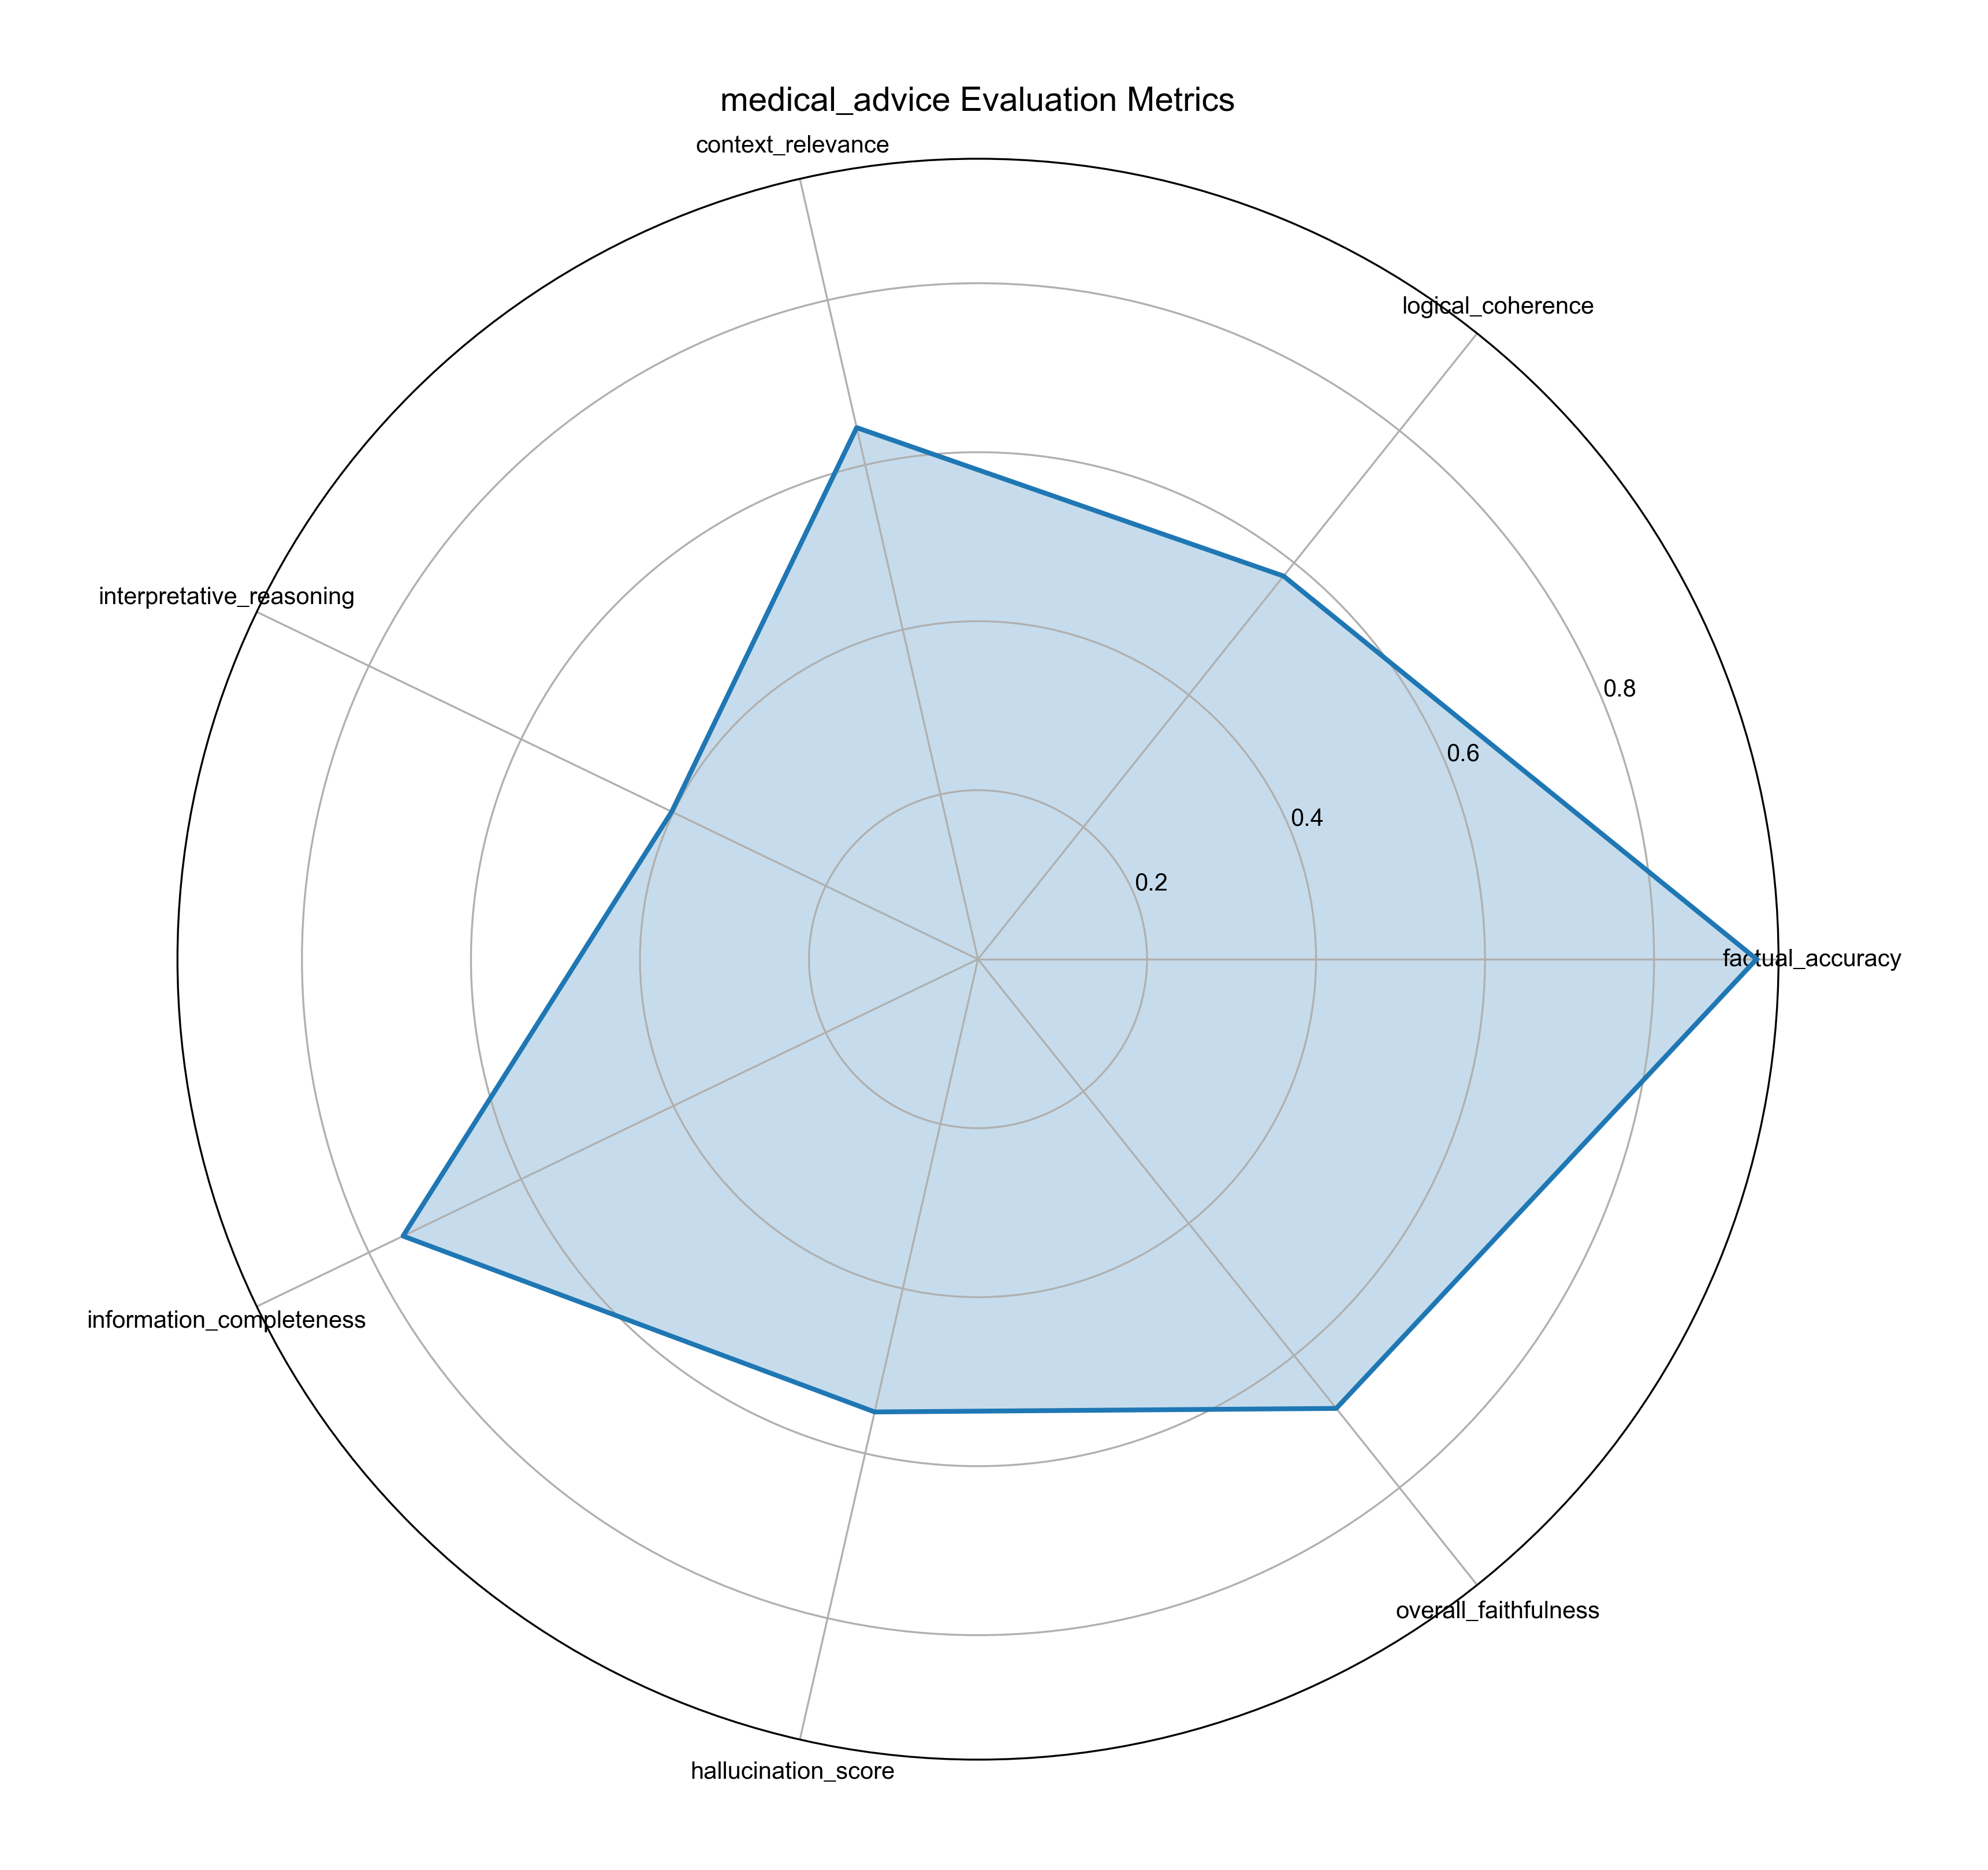 medical_advice Evaluation Metrics
context_relevance
logical_coherence
interpretative_reasoning
0.8
0.6
0.4
0.2
factual_accuracy
information_completeness
overall_faithfulness
hallucination_score